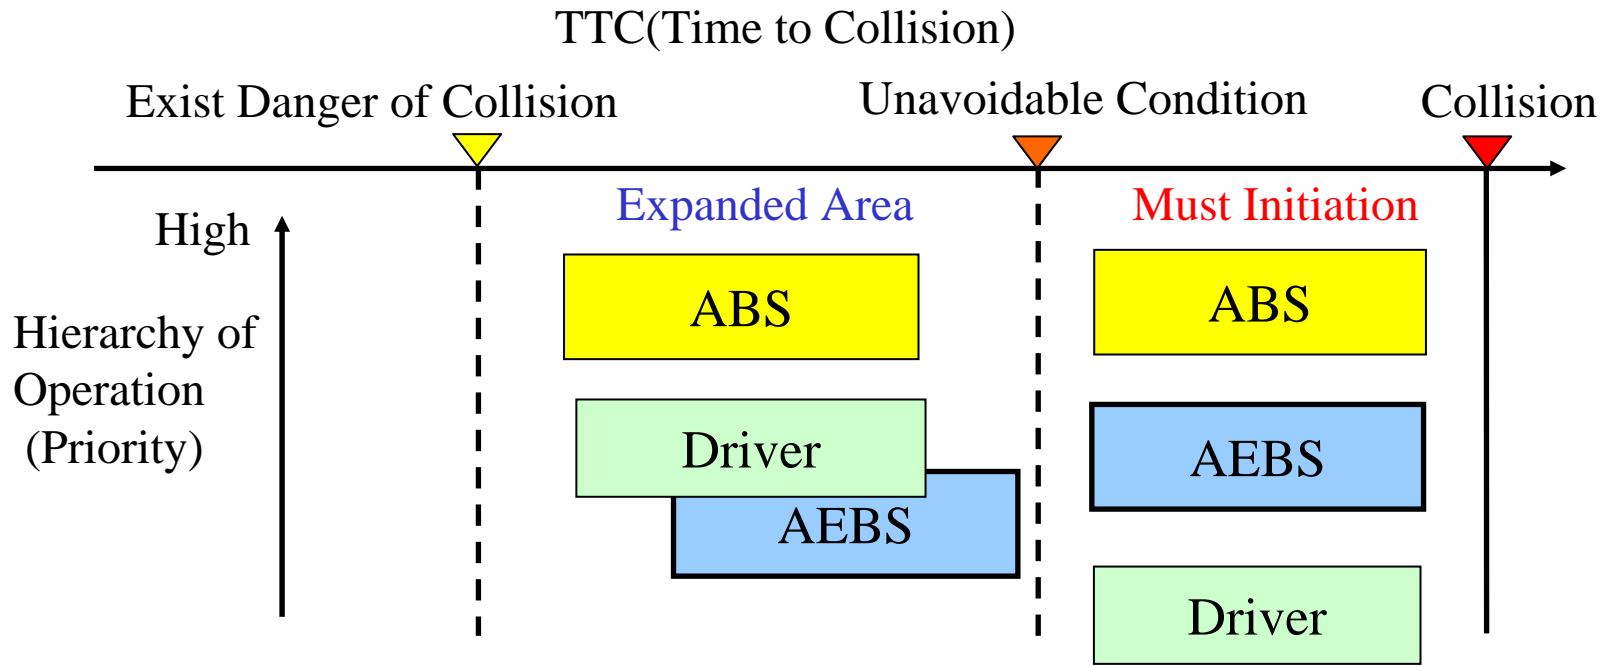 TTC(Time to Collision)
Exist Danger of Collision
Unavoidable Condition
Collision
Expanded Area
Must Initiation
High
Hierarchy of
Operation
(Priority)
ABS
Driver
AEBS
ABS
AEBS
Driver